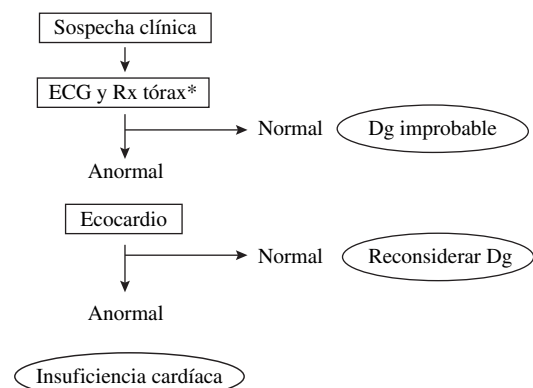 Sospecha clínica
ECG y Rx tórax*
Normal
Dg improbable
Anormal
Ecocardio
Normal
Reconsiderar Dg
Anormal
Insuficiencia cardíaca